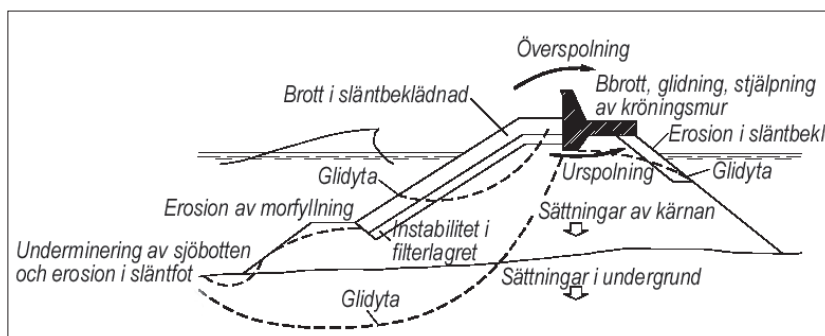 Överspolning
Bbrott, glidning, stjälpning
av kröningsmur
Brott i släntbeklädnad
Erosion i släntbekl
Glidyta
Urspolning
Glidyta
Erosion av morfyllning
Instabilitet i
filterlagret
Sättningar av kärnan
Underminering av sjöbotten
och erosion i släntfot
Sättningar i undergrund
Glidyta